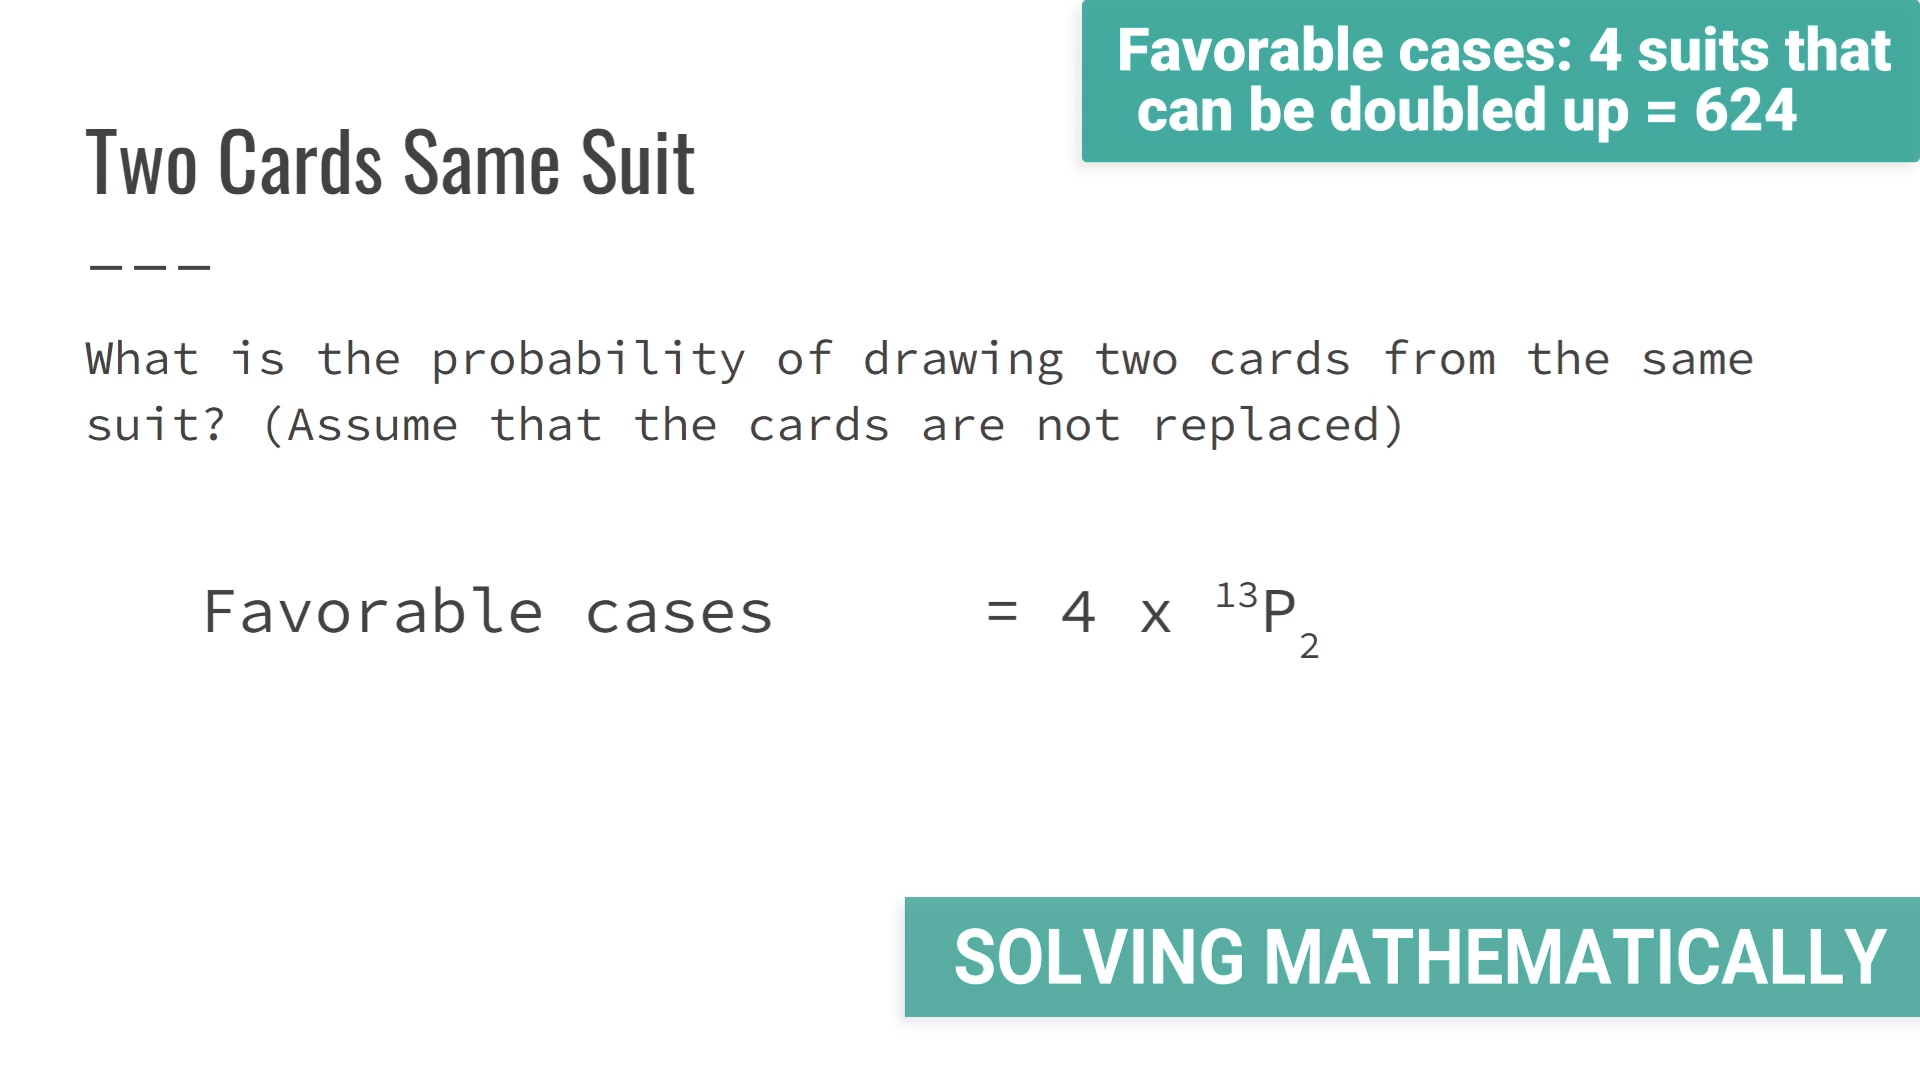 Favorable cases: 4 suits that
can be doubled up = 624
Two Cards Same Suit
What is the probability of drawing two cards from the same
suit? (Assume that the cards are not replaced)
Favorable cases = 4 x ¹³P₂
SOLVING MATHEMATICALLY